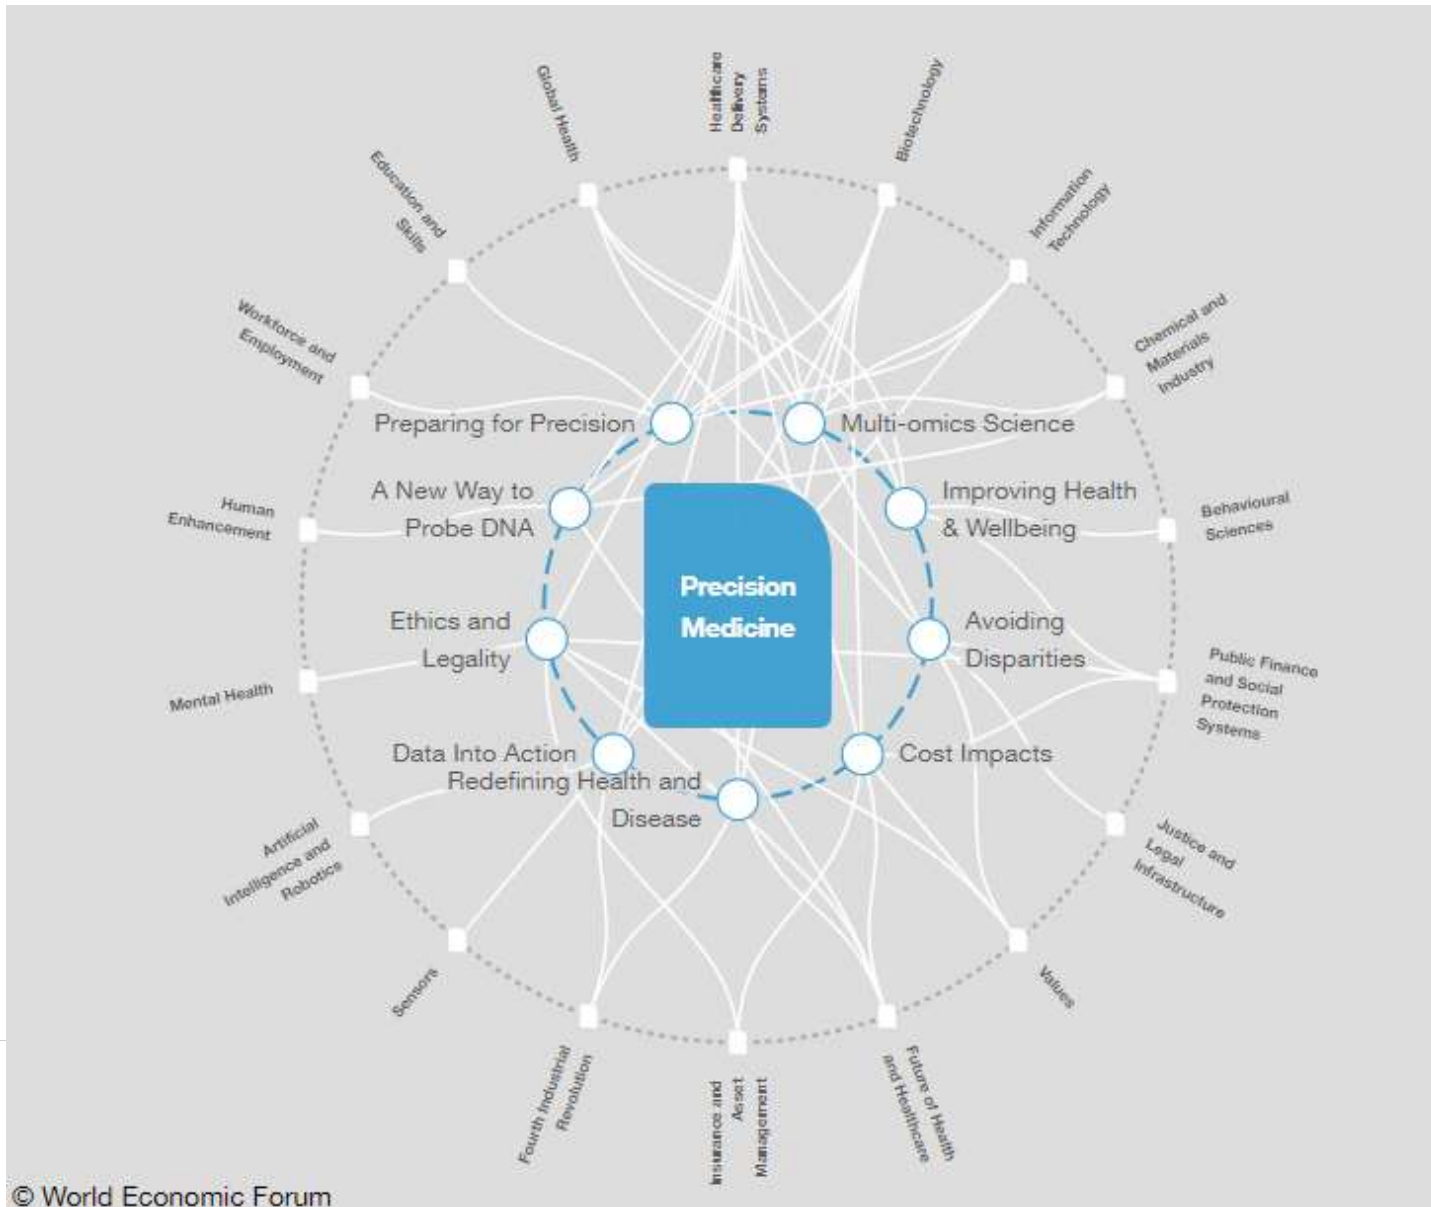 Healthcare
Delivery
Systems
Biotechnology
Information
Technology
Chemical and
Materials
Industry
Behavioural
Sciences
Public Finance
and Social
Protection
Systems
Justice and
Legal
Infrastructure
Values
Future of Health
and Healthcare
Insurance and
Asset
Management
Fourth Industrial
Revolution
Sensors
Artificial
Intelligence and
Robotics
Mental Health
Human
Enhancement
Workforce and
Employment
Education and
Skills
Global Health
Preparing for Precision
Multi-omics Science
A New Way to
Probe DNA
Improving Health
& Wellbeing
Precision
Medicine
Ethics and
Legality
Avoiding
Disparities
Data Into Action
Cost Impacts
Redefining Health and
Disease
© World Economic Forum